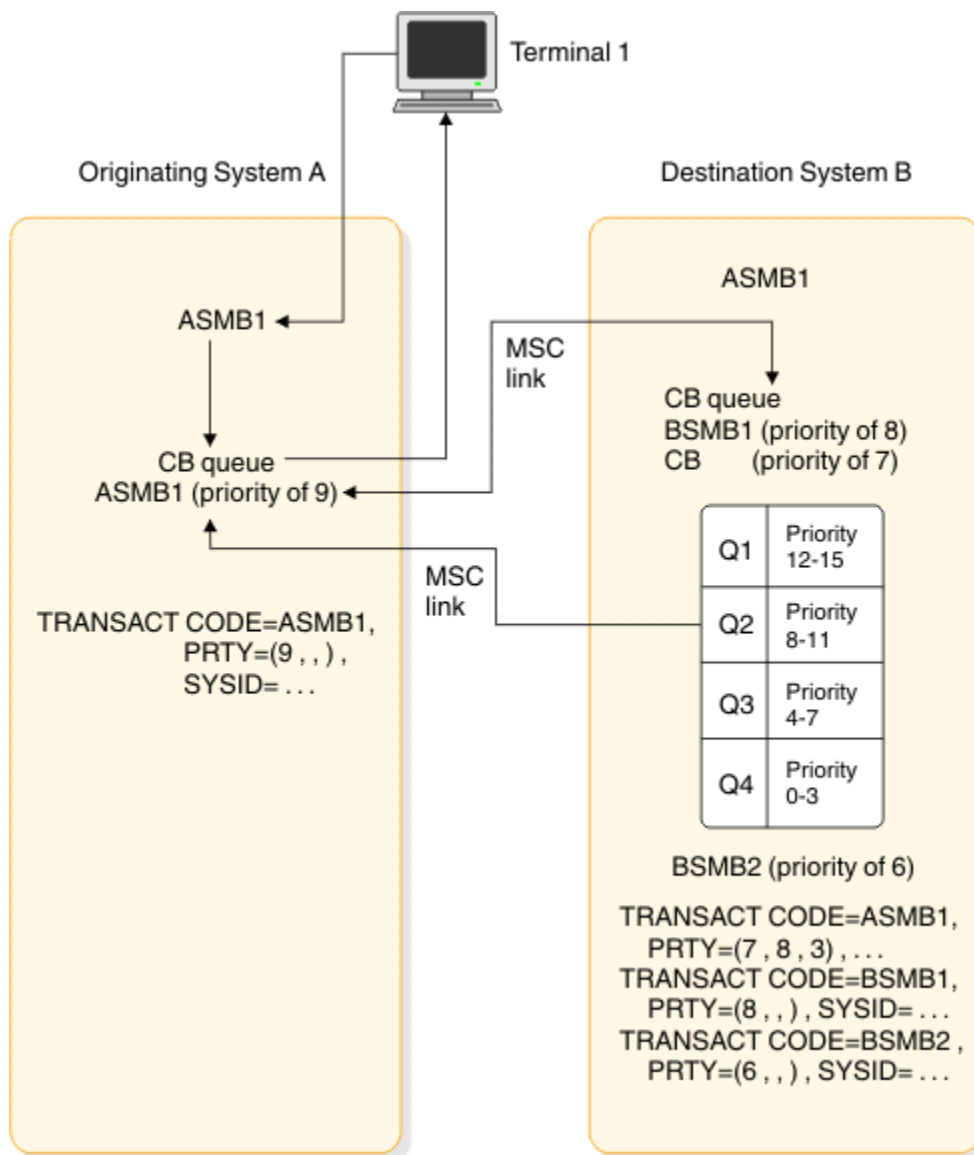 Terminal 1
Originating System A
ASMB1
CB queue
ASMB1 (priority of 9)
TRANSACT CODE=ASMB1,
PRTY=(9 , , ) ,
SYSID= . . .
MSC
link
MSC
link
Destination System B
ASMB1
CB queue
BSMB1 (priority of 8)
CB (priority of 7)
Q1 Priority
12-15
Q2 Priority
8-11
Q3 Priority
4-7
Q4 Priority
0-3
BSMB2 (priority of 6)
TRANSACT CODE=ASMB1,
PRTY=(7 , 8 , 3) , . . .
TRANSACT CODE=BSMB1,
PRTY=(8 , , ) , SYSID= . . .
TRANSACT CODE=BSMB2 ,
PRTY=(6 , , ) , SYSID= . . .